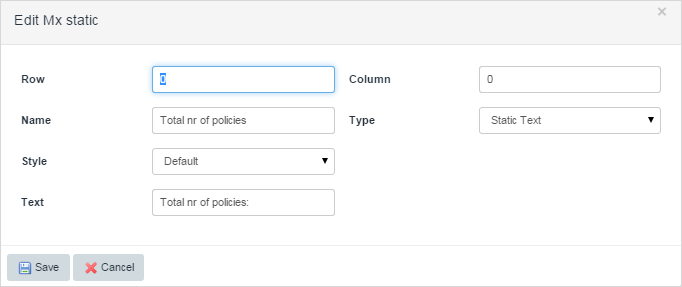 Edit Mx static ×
Row 0 Column 0
Name Total nr of policies Type Static Text
Style Default
Text Total nr of policies:
Save Cancel